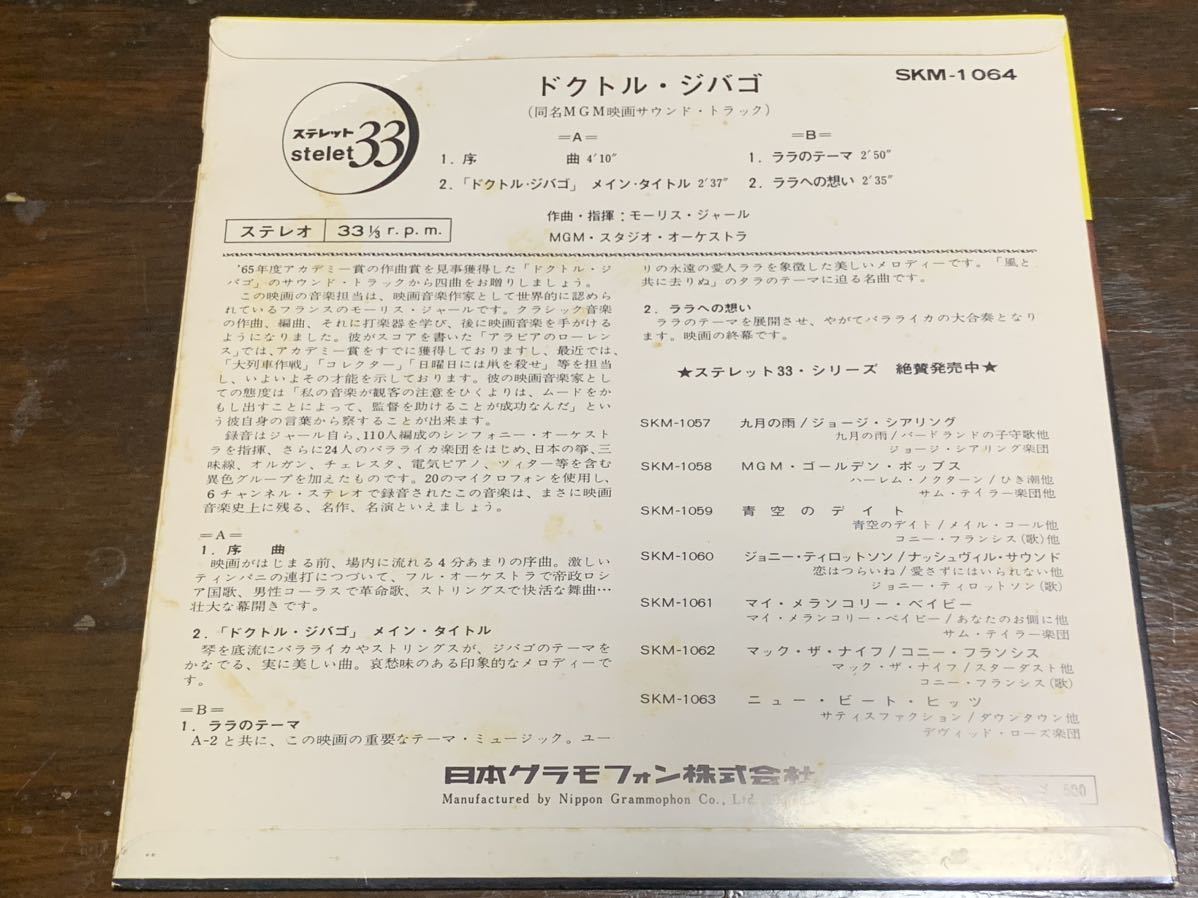 SKM-1064
ドクトル・ジバゴ
(同名MGM映画サウンド・トラック)
ステレット
stelet 33
=A=
1. 序 曲 4′10″
2.「ドクトル・ジバゴ」 メイン・タイトル 2′37″
=B=
1. ララのテーマ 2′50″
2. ララへの想い 2′35″
作曲・指揮:モーリス・ジャール
MGM・スタジオ・オーケストラ
ステレオ 33 1/3 r.p.m.
'65年度アカデミー賞の作曲賞を見事獲得した「ドクトル・ジ
バゴ」のサウンド・トラックから四曲をお贈りしましょう。
この映画の音楽担当は、映画音楽作家として世界的に認めら
れているフランスのモーリス・ジャールです。クラシック音楽
の作曲、編曲、それに打楽器を学び、後に映画音楽を手がける
ようになりました。彼がスコアを書いた「アラビアのローレン
ス」では、アカデミー賞をすでに獲得しておりますし、最近では、
「大列車作戦」「コレクター」「日曜日には鼡を殺せ」等を担当
し、いよいよその才能を示しております。彼の映画音楽家とし
ての態度は「私の音楽が観客の注意をひくよりは、ムードをか
もし出すことによって、監督を助けることが成功なんだ」とい
う彼自身の言葉から察することが出来ます。
録音はジャール自ら、110人編成のシンフォニー・オーケスト
ラを指揮、さらに24人のバラライカ楽団をはじめ、日本の箏、三
味線、オルガン、チェレスタ、電気ピアノ、ツィター等を含む
異色グループを加えたものです。20のマイクロフォンを使用し、
6チャンネル・ステレオで録音されたこの音楽は、まさに映画
音楽史上に残る、名作、名演といえましょう。
=A=
1. 序 曲
映画がはじまる前、場内に流れる4分あまりの序曲。激しい
ティンパニの連打につづいて、フル・オーケストラで帝政ロシ
ア国歌、男性コーラスで革命歌、ストリングスで快活な舞曲…
壮大な幕開きです。
2.「ドクトル・ジバゴ」 メイン・タイトル
琴を底流にバラライカやストリングスが、ジバゴのテーマを
かなでる、実に美しい曲。哀愁味のある印象的なメロディーで
す。
=B=
1. ララのテーマ
A-2と共に、この映画の重要なテーマ・ミュージック。ユー
リの永遠の愛人ララを象徴した美しいメロディーです。「風と
共に去りぬ」のタラのテーマに迫る名曲です。
2. ララへの想い
ララのテーマを展開させ、やがてバラライカの大合奏となり
ます。映画の終幕です。
★ステレット33・シリーズ 絶賛発売中★
SKM-1057 九月の雨/ジョージ・シアリング
九月の雨/バードランドの子守歌他
ジョージ・シアリング楽団
SKM-1058 MGM・ゴールデン・ポップス
ハーレム・ノクターン/ひき潮他
サム・テイラー楽団他
SKM-1059 青空のデイト
青空のデイト/メイル・コール他
コニー・フランシス(歌)他
SKM-1060 ジョニー・ティロットソン/ナッシュヴィル・サウンド
恋はつらいね/愛さずにはいられない他
ジョニー・ティロットソン(歌)
SKM-1061 マイ・メランコリー・ベイビー
マイ・メランコリー・ベイビー/あなたのお側に他
サム・テイラー楽団
SKM-1062 マック・ザ・ナイフ/コニー・フランシス
マック・ザ・ナイフ/スターダスト他
コニー・フランシス(歌)
SKM-1063 ニュー・ビート・ヒッツ
サティスファクション/ダウンタウン他
デヴィッド・ローズ楽団
日本グラモフォン株式会社
Manufactured by Nippon Grammophon Co., Ltd.
¥ 500